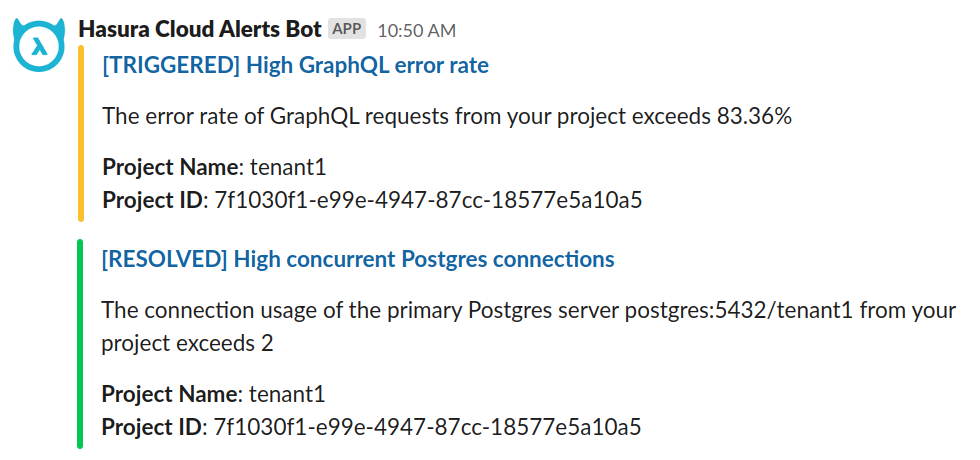 Hasura Cloud Alerts Bot APP 10:50 AM
[TRIGGERED] High GraphQL error rate
The error rate of GraphQL requests from your project exceeds 83.36%
Project Name: tenant1
Project ID: 7f1030f1-e99e-4947-87cc-18577e5a10a5
[RESOLVED] High concurrent Postgres connections
The connection usage of the primary Postgres server postgres:5432/tenant1 from your
project exceeds 2
Project Name: tenant1
Project ID: 7f1030f1-e99e-4947-87cc-18577e5a10a5